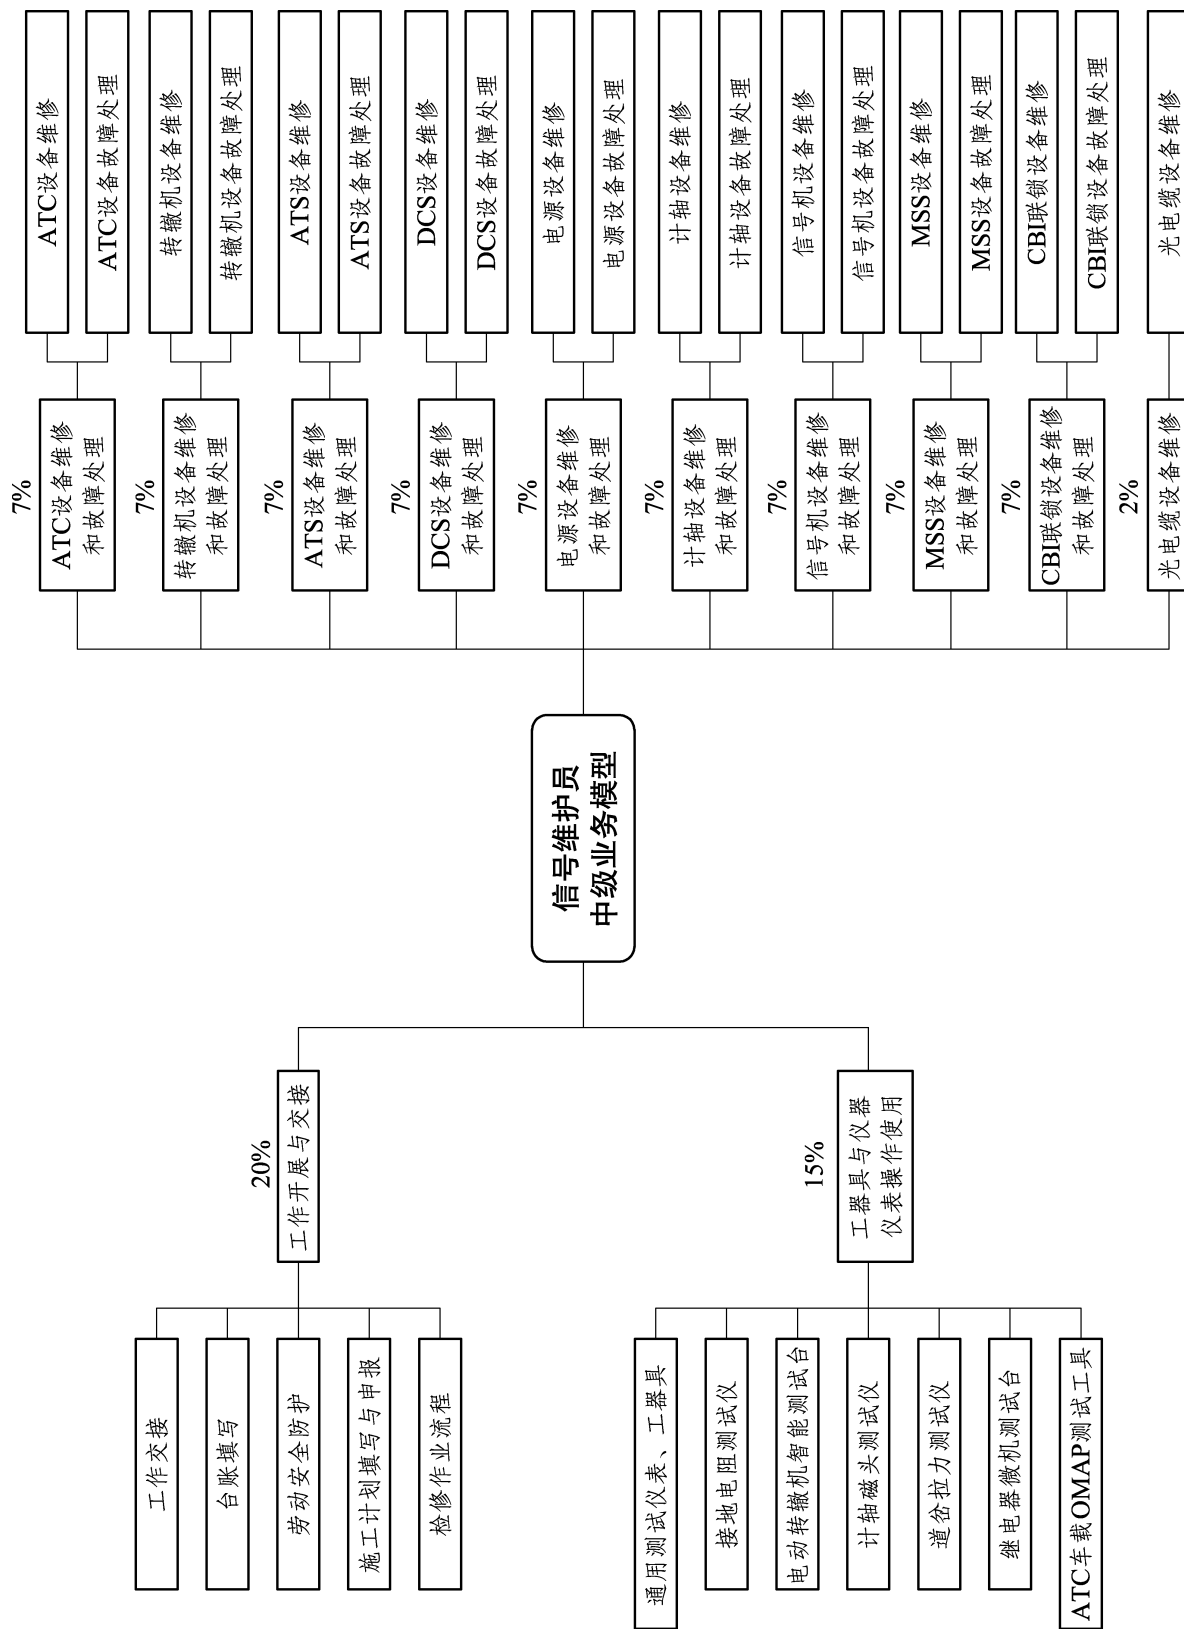 信号维护员
中级业务模型
20%
工作开展与交接
工作交接
台账填写
劳动安全防护
施工计划填写与申报
检修作业流程
15%
工器具与仪器
仪表操作使用
通用测试仪表、工器具
接地电阻测试仪
电动转辙机智能测试台
计轴磁头测试仪
道岔拉力测试仪
继电器微机测试台
ATC车载OMAP测试工具
7%
ATC设备维修
和故障处理
ATC设备维修
ATC设备故障处理
7%
转辙机设备维修
和故障处理
转辙机设备维修
转辙机设备故障处理
7%
ATS设备维修
和故障处理
ATS设备维修
ATS设备故障处理
7%
DCS设备维修
和故障处理
DCS设备维修
DCS设备故障处理
7%
电源设备维修
和故障处理
电源设备维修
电源设备故障处理
7%
计轴设备维修
和故障处理
计轴设备维修
计轴设备故障处理
7%
信号机设备维修
和故障处理
信号机设备维修
信号机设备故障处理
7%
MSS设备维修
和故障处理
MSS设备维修
MSS设备故障处理
7%
CBI联锁设备维修
和故障处理
CBI联锁设备维修
CBI联锁设备故障处理
2%
光电缆设备维修
光电缆设备维修